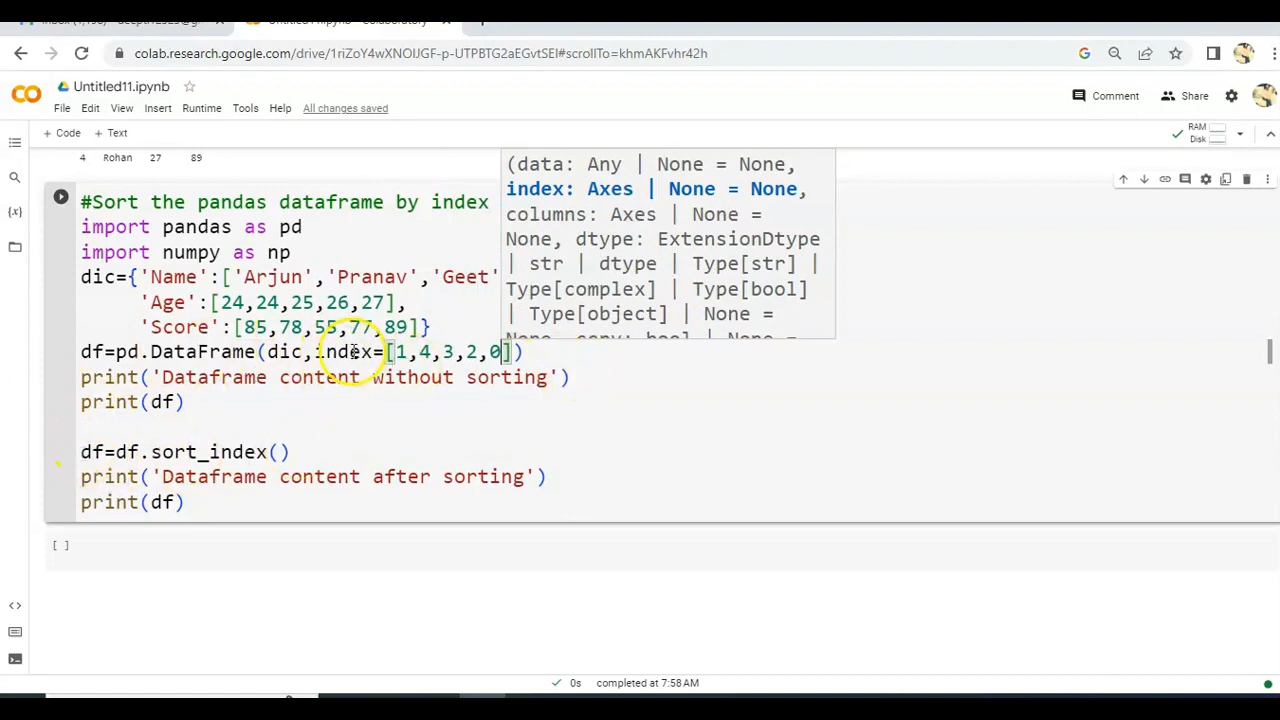 colab.research.google.com/drive/1riZoY4wXNOIJGF-p-UTPBTG2aEGvtSEl#scrollTo=khmAKFvhr42h
Untitled11.ipynb
File Edit View Insert Runtime Tools Help All changes saved
Comment
Share
+ Code + Text
RAM
Disk
4 Rohan 27 89
#Sort the pandas dataframe by index
import pandas as pd
import numpy as np
dic={'Name':['Arjun','Pranav','Geet'
'Age':[24,24,25,26,27],
'Score':[85,78,55,77,89]}
df=pd.DataFrame(dic,index=[1,4,3,2,0])
print('Dataframe content without sorting')
print(df)
df=df.sort_index()
print('Dataframe content after sorting')
print(df)
(data: Any | None = None,
index: Axes | None = None,
columns: Axes | None =
None, dtype: ExtensionDtype
| str | dtype | Type[str] |
Type[complex] | Type[bool]
| Type[object] | None =
None, copy: bool | None =
[ ]
0s completed at 7:58 AM